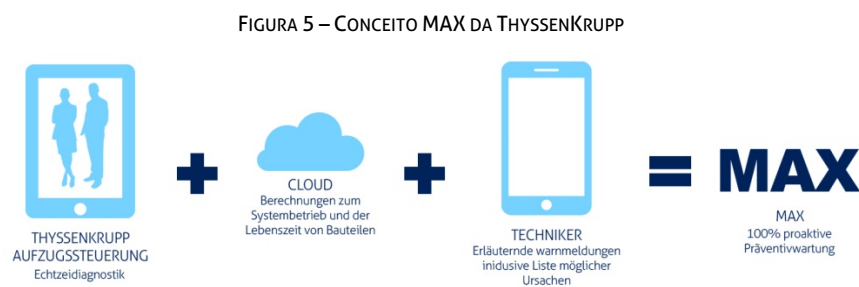 FIGURA 5 – CONCEITO MAX DA THYSSENKRUPP
THYSSENKRUPP
AUFZUGSSTEUERUNG
Echtzeidiagnostik
CLOUD
Berechnungen zum
Systembetrieb und der
Lebenszeit von Bauteilen
TECHNIKER
Erläuternde warnmeldungen
inidusive Liste möglicher
Ursachen
= MAX
MAX
100% proaktive
Präventivwartung